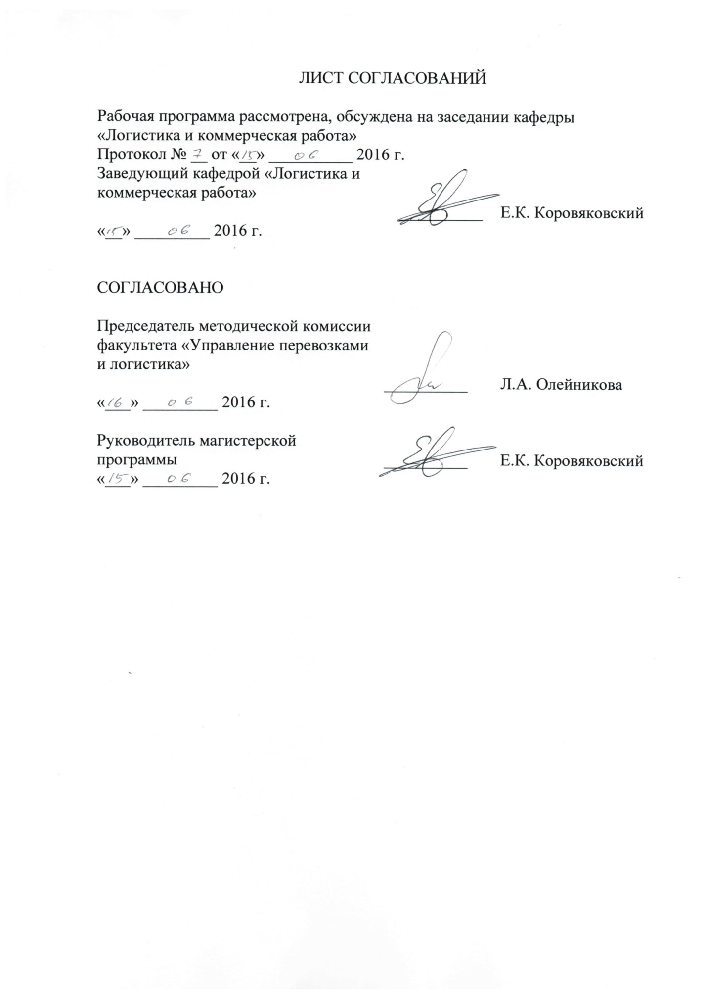 ЛИСТ СОГЛАСОВАНИЙ
Рабочая программа рассмотрена, обсуждена на заседании кафедры
«Логистика и коммерческая работа»
Протокол № 7 от «15» 06 2016 г.
Заведующий кафедрой «Логистика и
коммерческая работа»
Е.К. Коровяковский
«15» 06 2016 г.
СОГЛАСОВАНО
Председатель методической комиссии
факультета «Управление перевозками
и логистика»
Л.А. Олейникова
«16» 06 2016 г.
Руководитель магистерской
программы
Е.К. Коровяковский
«15» 06 2016 г.